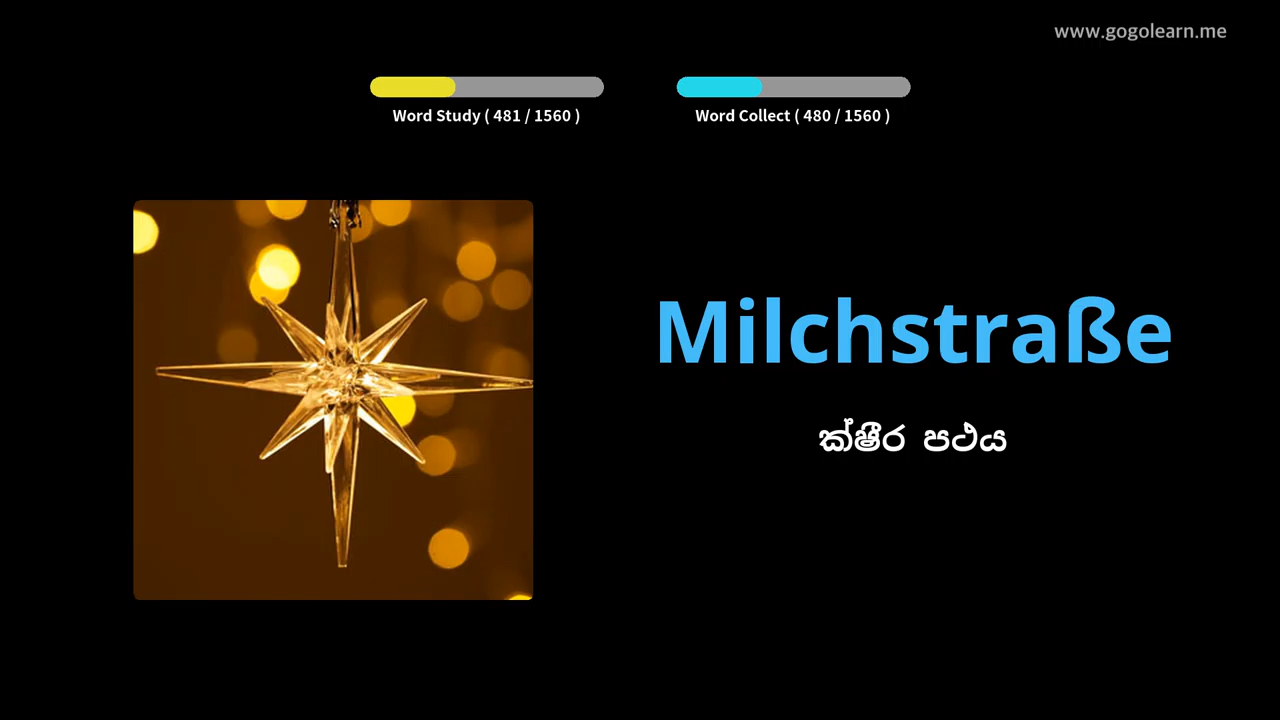 www.gogolearn.me
Word Study ( 481 / 1560 )
Word Collect ( 480 / 1560 )
Milchstraße
ක්ෂීර පථය